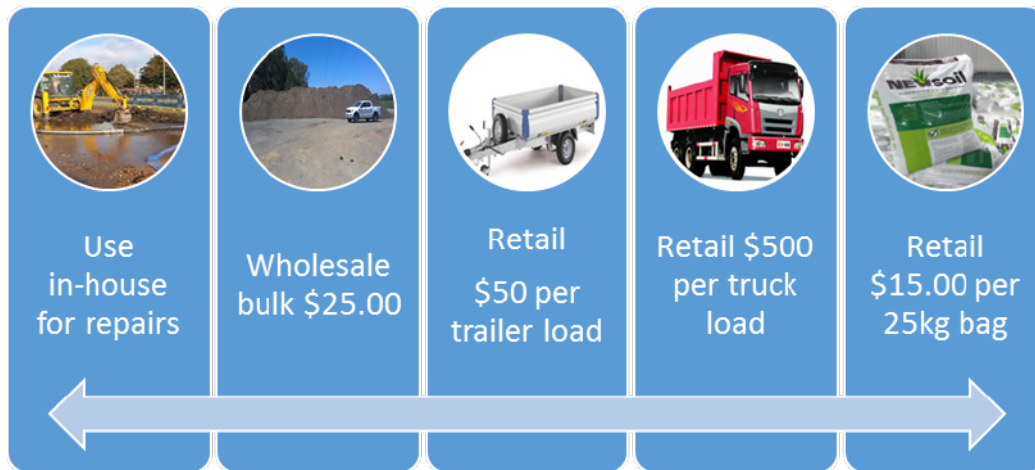 Use
in-house
for repairs
Wholesale
bulk $25.00
Retail
$50 per
trailer load
Retail $500
per truck
load
NEWsoil
Retail
$15.00 per
25kg bag